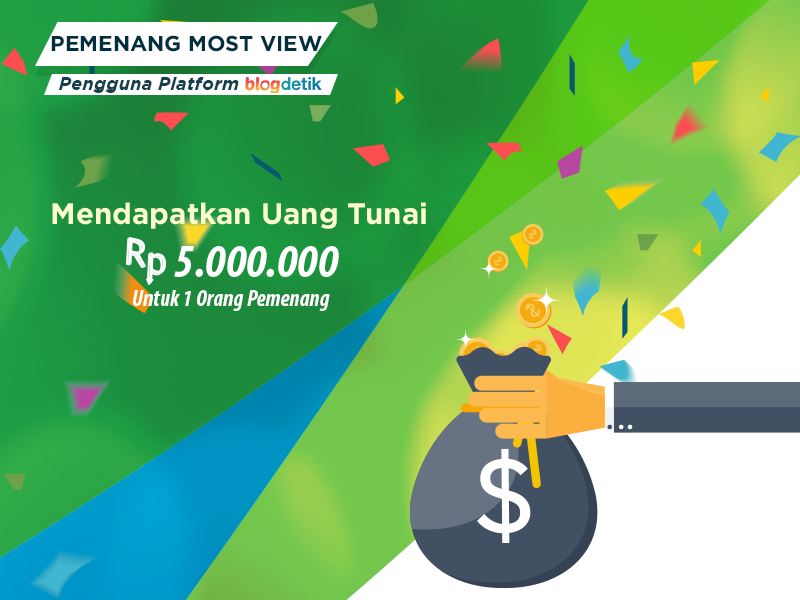 PEMENANG MOST VIEW
Pengguna Platform blogdetik
Mendapatkan Uang Tunai
Rp 5.000.000
Untuk 1 Orang Pemenang
$